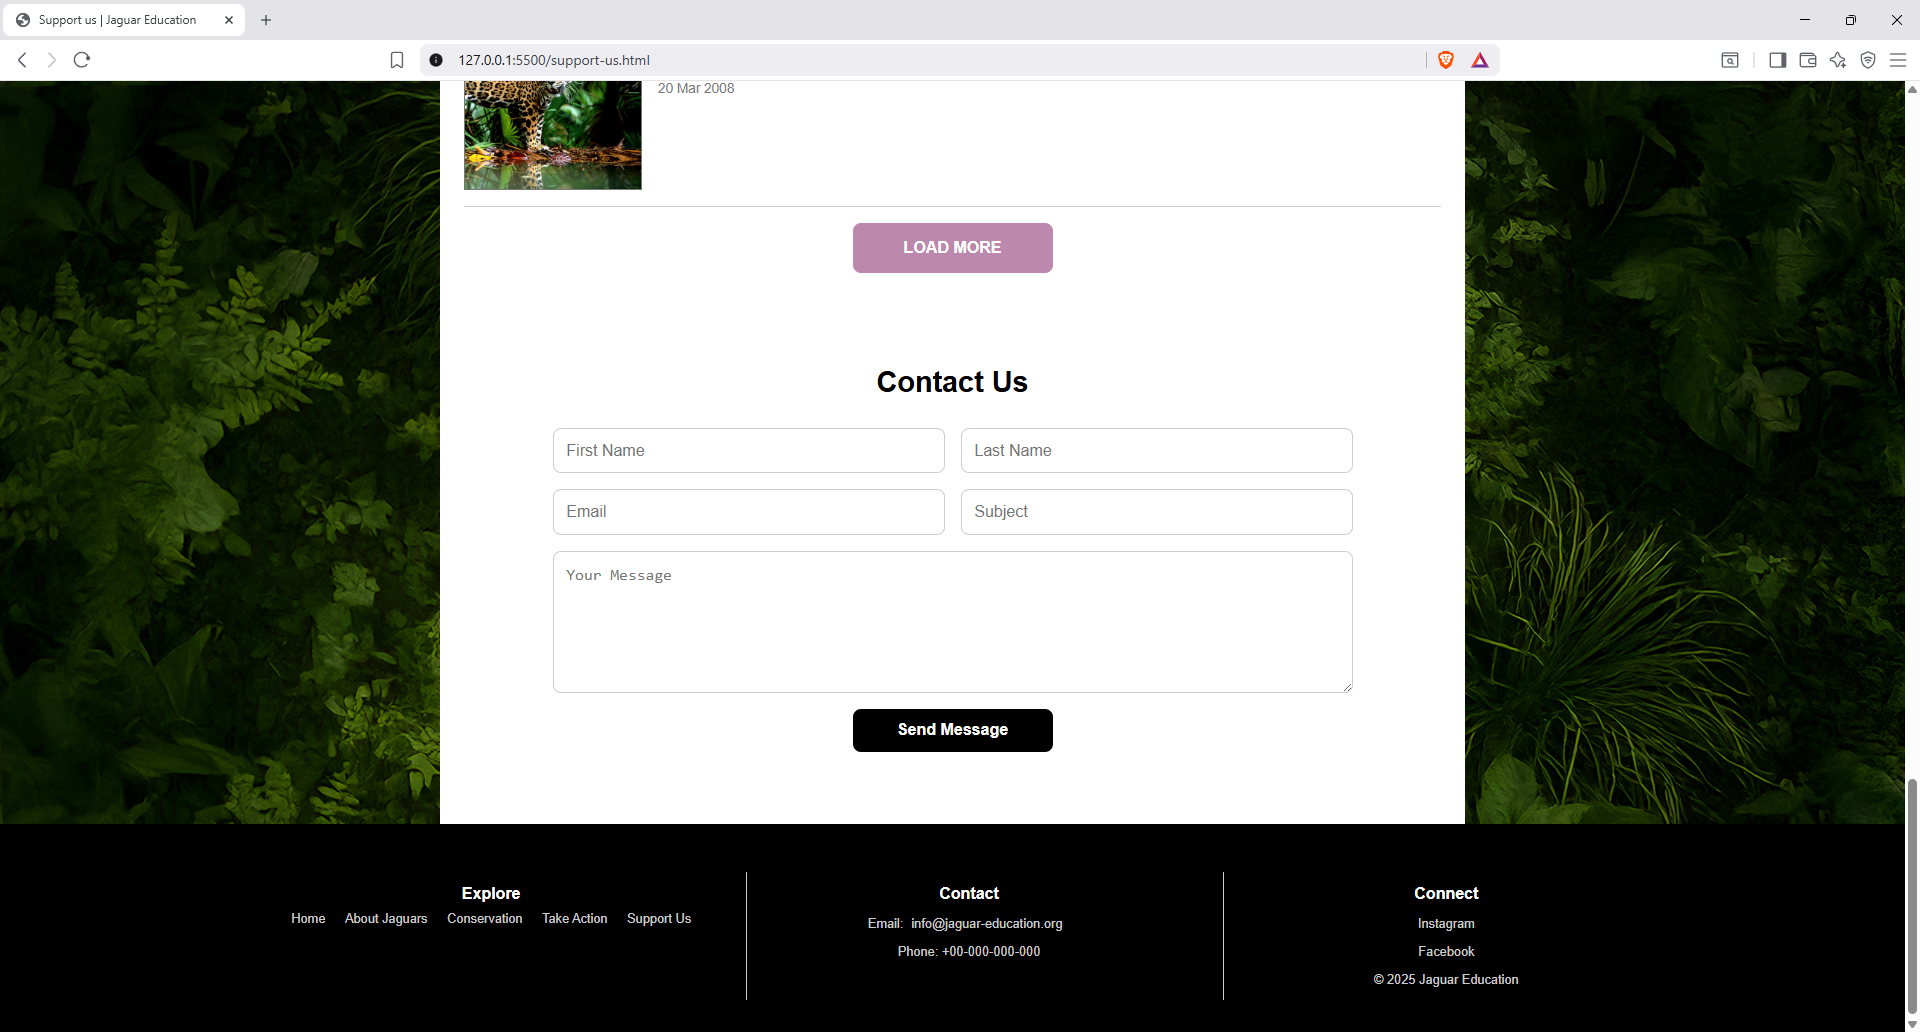 Support us | Jaguar Education
127.0.0.1:5500/support-us.html
20 Mar 2008
LOAD MORE
Contact Us
First Name
Last Name
Email
Subject
Your Message
Send Message
Explore
Home About Jaguars Conservation Take Action Support Us
Contact
Email: info@jaguar-education.org
Phone: +00-000-000-000
Connect
Instagram
Facebook
© 2025 Jaguar Education